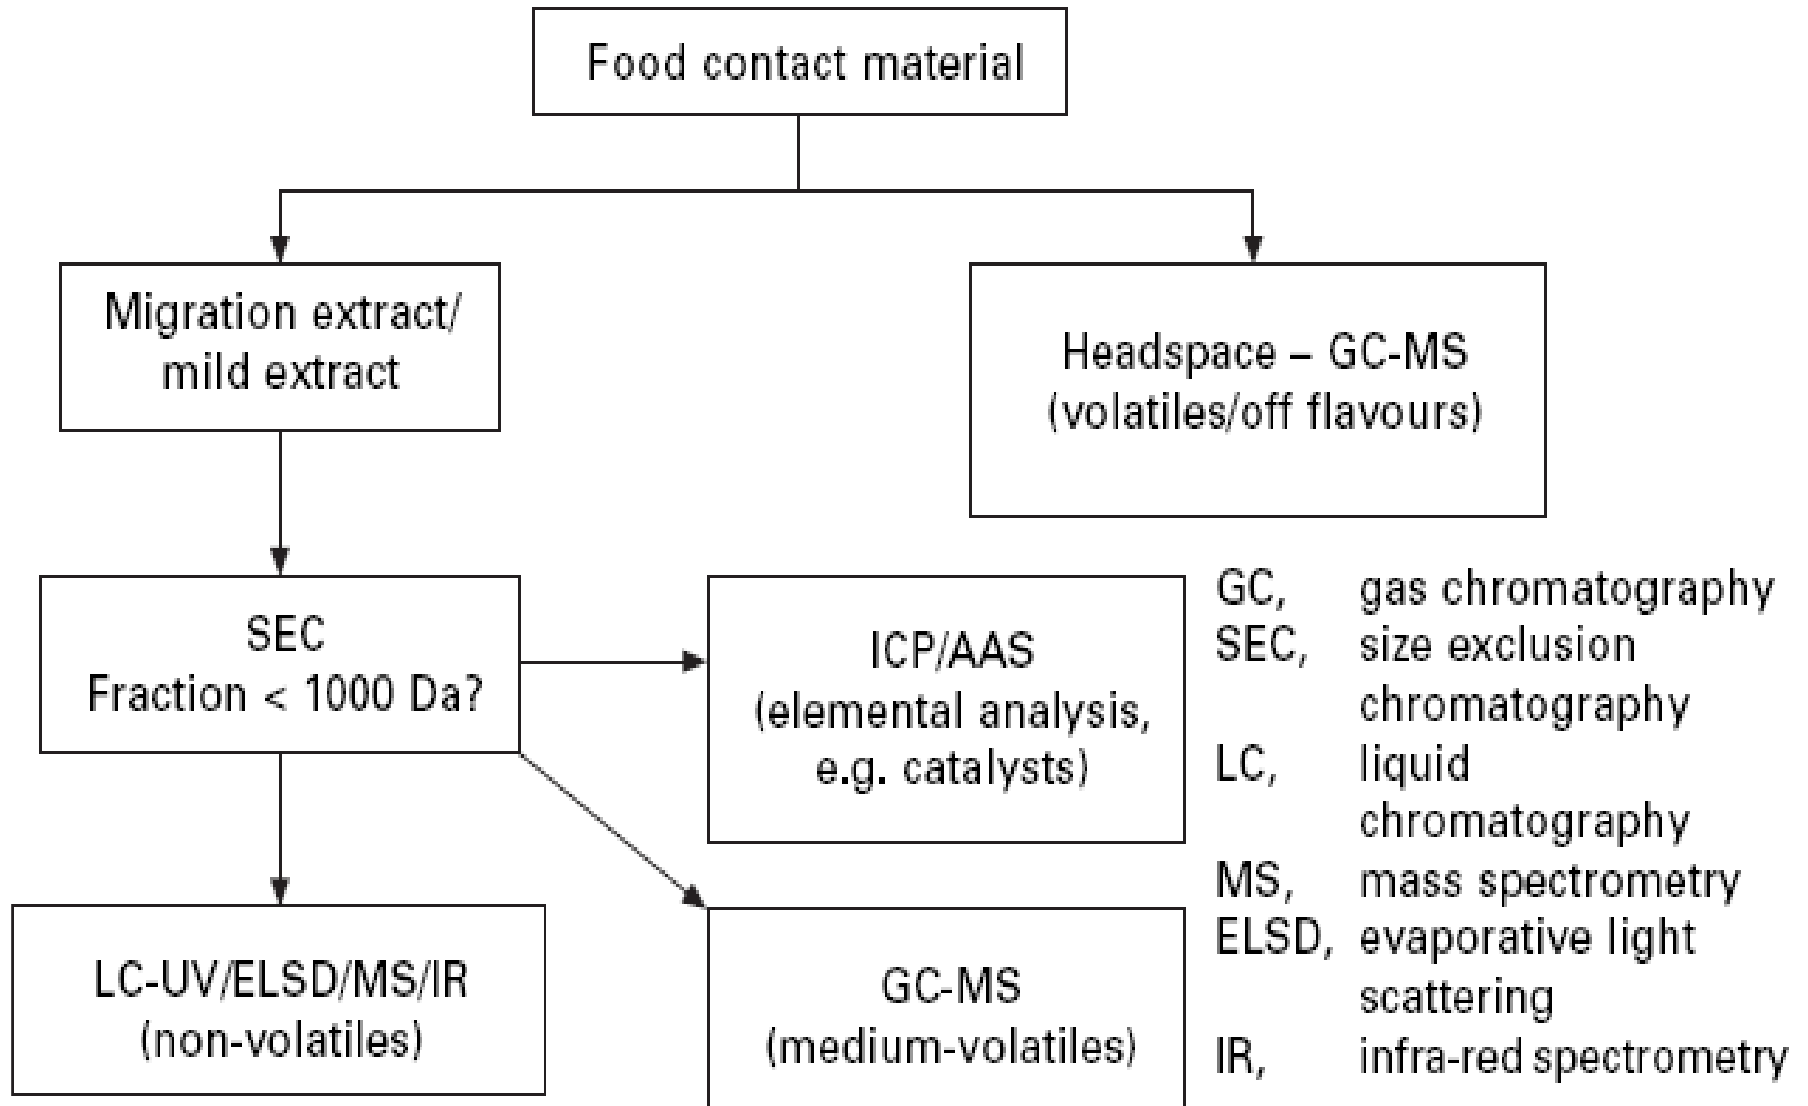 Food contact material
Migration extract/
mild extract
Headspace – GC-MS
(volatiles/off flavours)
SEC
Fraction < 1000 Da?
ICP/AAS
(elemental analysis,
e.g. catalysts)
LC-UV/ELSD/MS/IR
(non-volatiles)
GC-MS
(medium-volatiles)
GC, gas chromatography
SEC, size exclusion
chromatography
LC, liquid
chromatography
MS, mass spectrometry
ELSD, evaporative light
scattering
IR, infra-red spectrometry